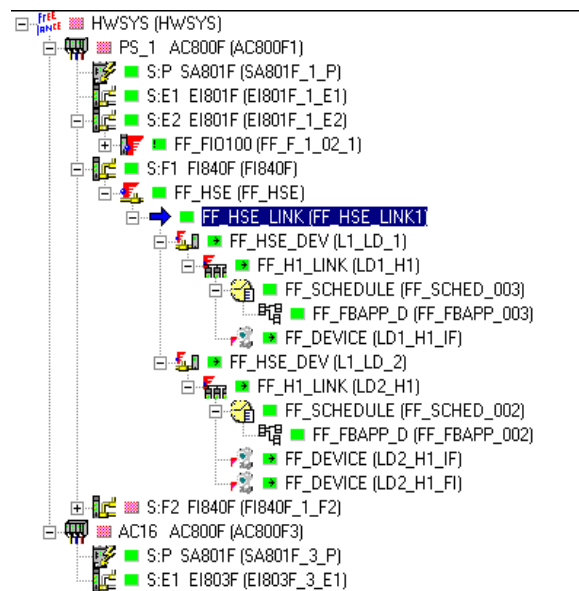 FrEE lANCE HWSYS (HWSYS)
PS_1 AC800F (AC800F1)
S:P SA801F (SA801F_1_P)
S:E1 EI801F (EI801F_1_E1)
S:E2 EI801F (EI801F_1_E2)
FF_FIO100 (FF_F_1_02_1)
S:F1 FI840F (FI840F)
FF_HSE (FF_HSE)
FF_HSE_LINK (FF_HSE_LINK1)
FF_HSE_DEV (L1_LD_1)
FF_H1_LINK (LD1_H1)
FF_SCHEDULE (FF_SCHED_003)
FF_FBAPP_D (FF_FBAPP_003)
FF_DEVICE (LD1_H1_IF)
FF_HSE_DEV (L1_LD_2)
FF_H1_LINK (LD2_H1)
FF_SCHEDULE (FF_SCHED_002)
FF_FBAPP_D (FF_FBAPP_002)
FF_DEVICE (LD2_H1_IF)
FF_DEVICE (LD2_H1_FI)
S:F2 FI840F (FI840F_1_F2)
AC16 AC800F (AC800F3)
S:P SA801F (SA801F_3_P)
S:E1 EI803F (EI803F_3_E1)